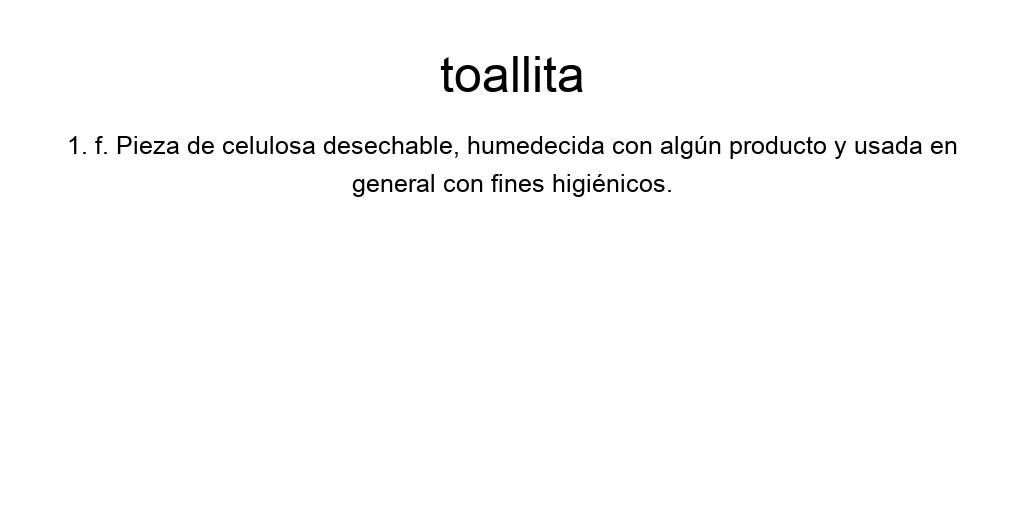 toallita
1. f. Pieza de celulosa desechable, humedecida con algún producto y usada en
general con fines higiénicos.